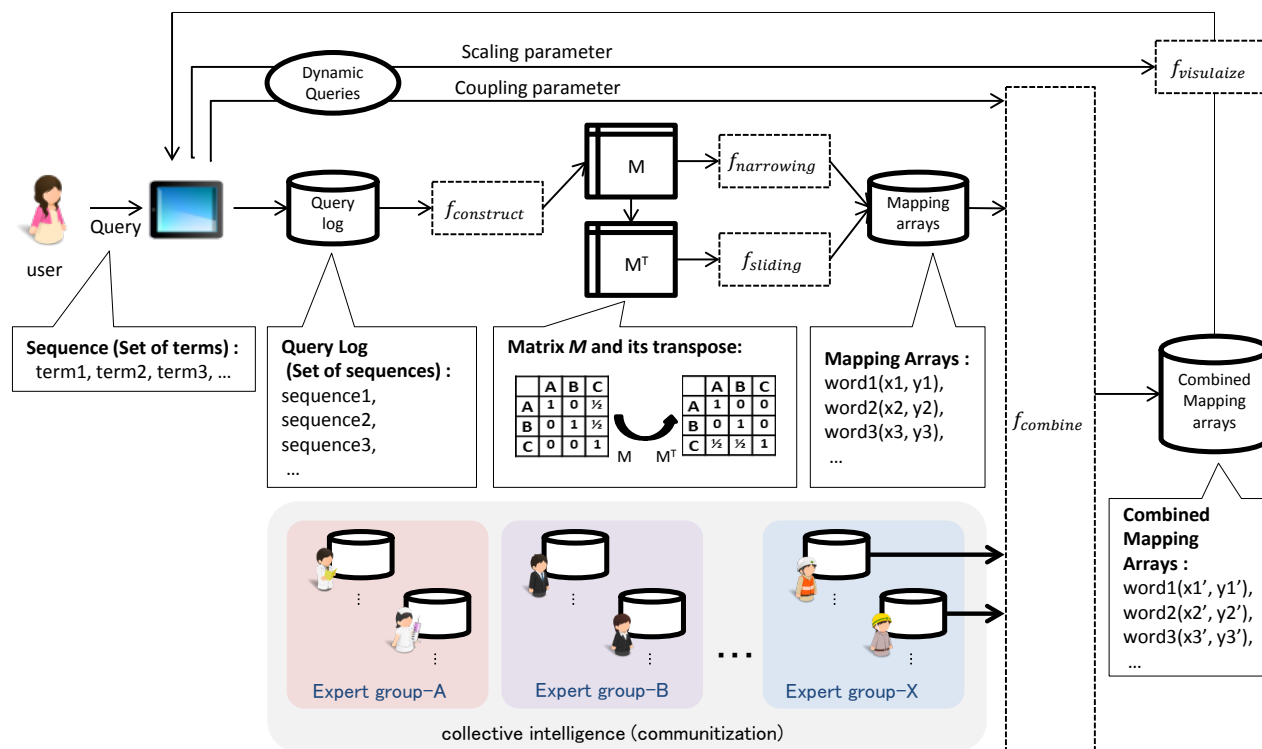 Scaling parameter
Dynamic
Queries
Coupling parameter
f_visulaize
user
Query
Query
log
f_construct
M
Mᵀ
f_narrowing
f_sliding
Mapping
arrays
f_combine
Combined
Mapping
arrays
Sequence (Set of terms) :
term1, term2, term3, ...
Query Log
(Set of sequences) :
sequence1,
sequence2,
sequence3,
...
Matrix M and its transpose:
A B C
A 1 0 ½
B 0 1 ½
C 0 0 1
M Mᵀ
A B C
A 1 0 0
B 0 1 0
C ½ ½ 1
Mapping Arrays :
word1(x1, y1),
word2(x2, y2),
word3(x3, y3),
...
Combined
Mapping
Arrays :
word1(x1’, y1’),
word2(x2’, y2’),
word3(x3’, y3’),
...
Expert group-A
Expert group-B
...
Expert group-X
collective intelligence (communitization)